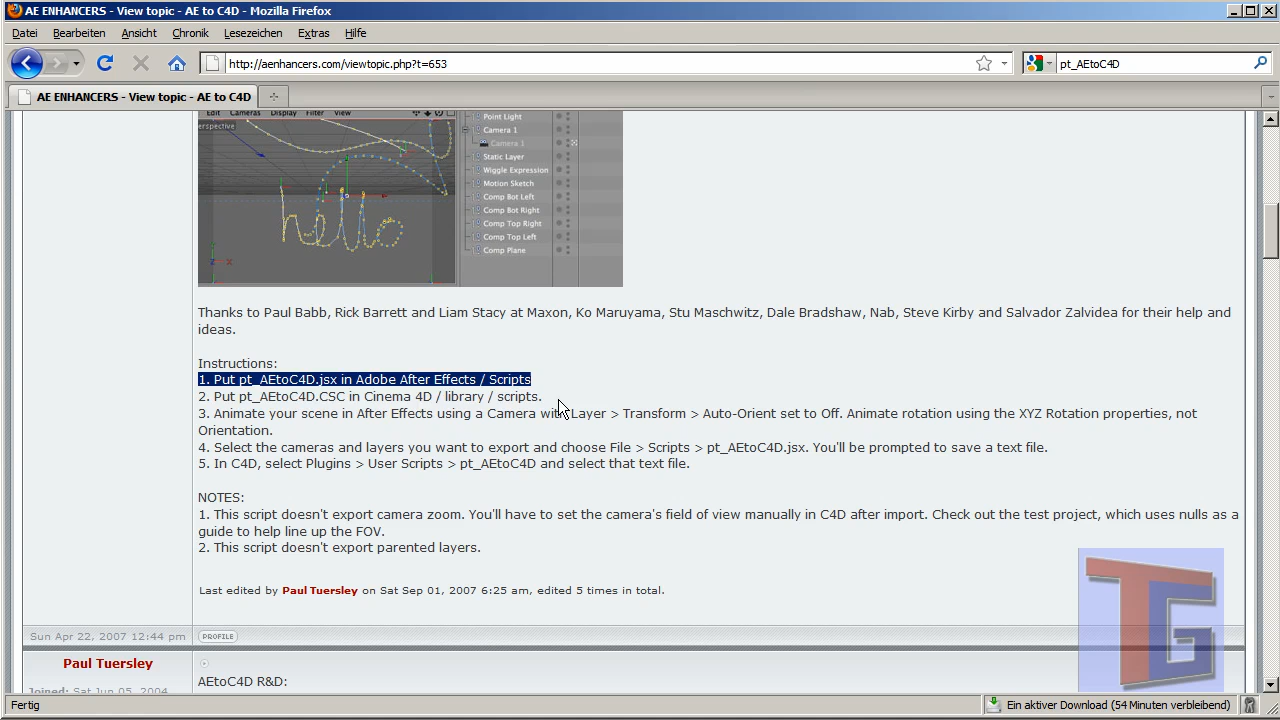 AE ENHANCERS - View topic - AE to C4D - Mozilla Firefox
Datei Bearbeiten Ansicht Chronik Lesezeichen Extras Hilfe
http://aenhancers.com/viewtopic.php?t=653
pt_AEtoC4D
AE ENHANCERS - View topic - AE to C4D
Edit Cameras Display Filter View
erspective
Point Light
Camera 1
Camera 1
Static Layer
Wiggle Expression
Motion Sketch
Comp Bot Left
Comp Bot Right
Comp Top Right
Comp Top Left
Comp Plane
hello
Thanks to Paul Babb, Rick Barrett and Liam Stacy at Maxon, Ko Maruyama, Stu Maschwitz, Dale Bradshaw, Nab, Steve Kirby and Salvador Zalvidea for their help and
ideas.
Instructions:
1. Put pt_AEtoC4D.jsx in Adobe After Effects / Scripts
2. Put pt_AEtoC4D.CSC in Cinema 4D / library / scripts.
3. Animate your scene in After Effects using a Camera with Layer > Transform > Auto-Orient set to Off. Animate rotation using the XYZ Rotation properties, not
Orientation.
4. Select the cameras and layers you want to export and choose File > Scripts > pt_AEtoC4D.jsx. You'll be prompted to save a text file.
5. In C4D, select Plugins > User Scripts > pt_AEtoC4D and select that text file.
NOTES:
1. This script doesn't export camera zoom. You'll have to set the camera's field of view manually in C4D after import. Check out the test project, which uses nulls as a
guide to help line up the FOV.
2. This script doesn't export parented layers.
Last edited by Paul Tuersley on Sat Sep 01, 2007 6:25 am, edited 5 times in total.
Sun Apr 22, 2007 12:44 pm
PROFILE
Paul Tuersley
AEtoC4D R&D:
Joined: Sat Jun 05, 2004
TG
Fertig
Ein aktiver Download (54 Minuten verbleibend)